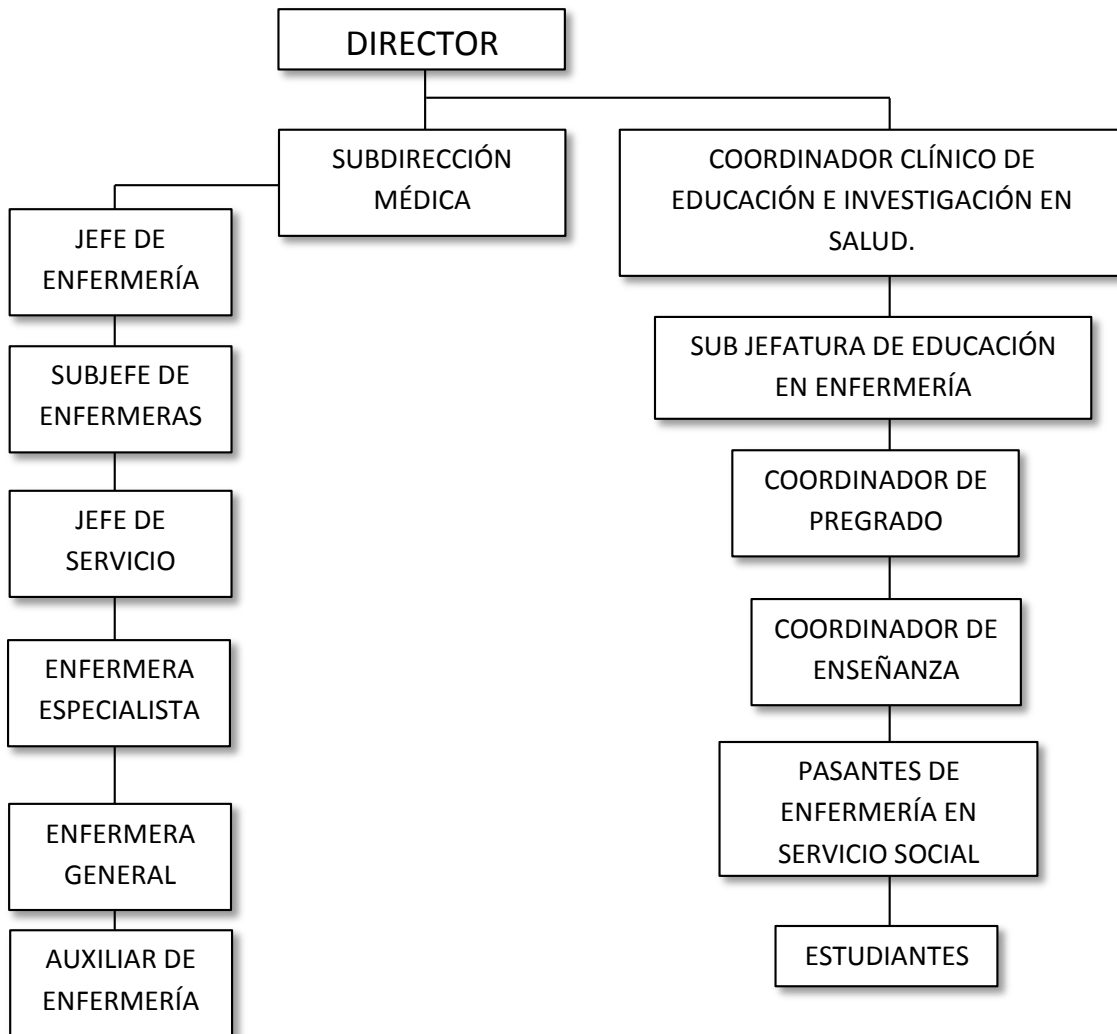 DIRECTOR
SUBDIRECCIÓN
MÉDICA
COORDINADOR CLÍNICO DE
EDUCACIÓN E INVESTIGACIÓN EN
SALUD.
JEFE DE
ENFERMERÍA
SUBJEFE DE
ENFERMERAS
JEFE DE
SERVICIO
ENFERMERA
ESPECIALISTA
ENFERMERA
GENERAL
AUXILIAR DE
ENFERMERÍA
SUB JEFATURA DE EDUCACIÓN
EN ENFERMERÍA
COORDINADOR DE
PREGRADO
COORDINADOR DE
ENSEÑANZA
PASANTES DE
ENFERMERÍA EN
SERVICIO SOCIAL
ESTUDIANTES